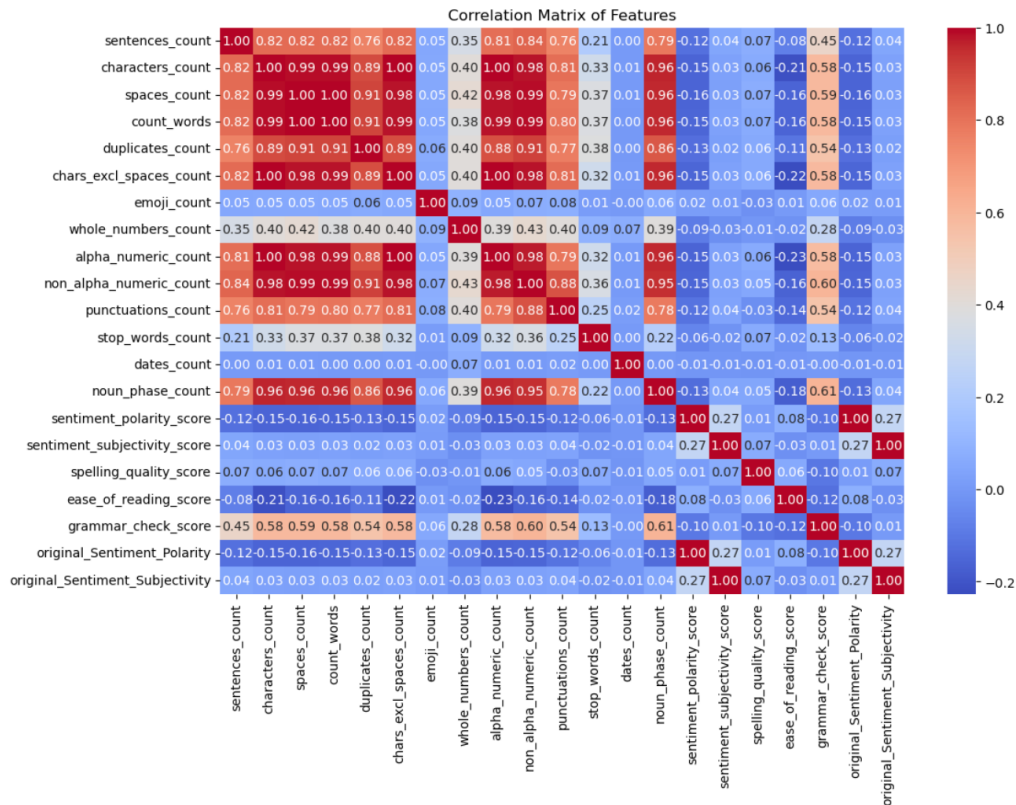 Correlation Matrix of Features
sentences_count 1.00 0.82 0.82 0.82 0.76 0.82 0.05 0.35 0.81 0.84 0.76 0.21 0.00 0.79 -0.12 0.04 0.07 -0.08 0.45 -0.12 0.04
characters_count 0.82 1.00 0.99 0.99 0.89 1.00 0.05 0.40 1.00 0.98 0.81 0.33 0.01 0.96 -0.15 0.03 0.06 -0.21 0.58 -0.15 0.03
spaces_count 0.82 0.99 1.00 1.00 0.91 0.98 0.05 0.42 0.98 0.99 0.79 0.37 0.01 0.96 -0.16 0.03 0.07 -0.16 0.59 -0.16 0.03
count_words 0.82 0.99 1.00 1.00 0.91 0.99 0.05 0.38 0.99 0.99 0.80 0.37 0.00 0.96 -0.15 0.03 0.07 -0.16 0.58 -0.15 0.03
duplicates_count 0.76 0.89 0.91 0.91 1.00 0.89 0.06 0.40 0.88 0.91 0.77 0.38 0.00 0.86 -0.13 0.02 0.06 -0.11 0.54 -0.13 0.02
chars_excl_spaces_count 0.82 1.00 0.98 0.99 0.89 1.00 0.05 0.40 1.00 0.98 0.81 0.32 0.01 0.96 -0.15 0.03 0.06 -0.22 0.58 -0.15 0.03
emoji_count 0.05 0.05 0.05 0.05 0.06 0.05 1.00 0.09 0.05 0.07 0.08 0.01 -0.00 0.06 0.02 0.01 -0.03 0.01 0.06 0.02 0.01
whole_numbers_count 0.35 0.40 0.42 0.38 0.40 0.40 0.09 1.00 0.39 0.43 0.40 0.09 0.07 0.39 -0.09 -0.03 -0.01 -0.02 0.28 -0.09 -0.03
alpha_numeric_count 0.81 1.00 0.98 0.99 0.88 1.00 0.05 0.39 1.00 0.98 0.79 0.32 0.01 0.96 -0.15 0.03 0.06 -0.23 0.58 -0.15 0.03
non_alpha_numeric_count 0.84 0.98 0.99 0.99 0.91 0.98 0.07 0.43 0.98 1.00 0.88 0.36 0.01 0.95 -0.15 0.03 0.05 -0.16 0.60 -0.15 0.03
punctuations_count 0.76 0.81 0.79 0.80 0.77 0.81 0.08 0.40 0.79 0.88 1.00 0.25 0.02 0.78 -0.12 0.04 -0.03 -0.14 0.54 -0.12 0.04
stop_words_count 0.21 0.33 0.37 0.37 0.38 0.32 0.01 0.09 0.32 0.36 0.25 1.00 0.00 0.22 -0.06 -0.02 0.07 -0.02 0.13 -0.06 -0.02
dates_count 0.00 0.01 0.01 0.00 0.00 0.01 -0.00 0.07 0.01 0.01 0.02 0.00 1.00 0.00 -0.01 -0.01 -0.01 -0.01 -0.00 -0.01 -0.01
noun_phase_count 0.79 0.96 0.96 0.96 0.86 0.96 0.06 0.39 0.96 0.95 0.78 0.22 0.00 1.00 -0.13 0.04 0.05 -0.18 0.61 -0.13 0.04
sentiment_polarity_score -0.12 -0.15 -0.16 -0.15 -0.13 -0.15 0.02 -0.09 -0.15 -0.15 -0.12 -0.06 -0.01 -0.13 1.00 0.27 0.01 0.08 -0.10 1.00 0.27
sentiment_subjectivity_score 0.04 0.03 0.03 0.03 0.02 0.03 0.01 -0.03 0.03 0.03 0.04 -0.02 -0.01 0.04 0.27 1.00 0.07 -0.03 0.01 0.27 1.00
spelling_quality_score 0.07 0.06 0.07 0.07 0.06 0.06 -0.03 -0.01 0.06 0.05 -0.03 0.07 -0.01 0.05 0.01 0.07 1.00 0.06 -0.10 0.01 0.07
ease_of_reading_score -0.08 -0.21 -0.16 -0.16 -0.11 -0.22 0.01 -0.02 -0.23 -0.16 -0.14 -0.02 -0.01 -0.18 0.08 -0.03 0.06 1.00 -0.12 0.08 -0.03
grammar_check_score 0.45 0.58 0.59 0.58 0.54 0.58 0.06 0.28 0.58 0.60 0.54 0.13 -0.00 0.61 -0.10 0.01 -0.10 -0.12 1.00 -0.10 0.01
original_Sentiment_Polarity -0.12 -0.15 -0.16 -0.15 -0.13 -0.15 0.02 -0.09 -0.15 -0.15 -0.12 -0.06 -0.01 -0.13 1.00 0.27 0.01 0.08 -0.10 1.00 0.27
original_Sentiment_Subjectivity 0.04 0.03 0.03 0.03 0.02 0.03 0.01 -0.03 0.03 0.03 0.04 -0.02 -0.01 0.04 0.27 1.00 0.07 -0.03 0.01 0.27 1.00
sentences_count
characters_count
spaces_count
count_words
duplicates_count
chars_excl_spaces_count
emoji_count
whole_numbers_count
alpha_numeric_count
non_alpha_numeric_count
punctuations_count
stop_words_count
dates_count
noun_phase_count
sentiment_polarity_score
sentiment_subjectivity_score
spelling_quality_score
ease_of_reading_score
grammar_check_score
original_Sentiment_Polarity
original_Sentiment_Subjectivity
1.0
0.8
0.6
0.4
0.2
0.0
−0.2